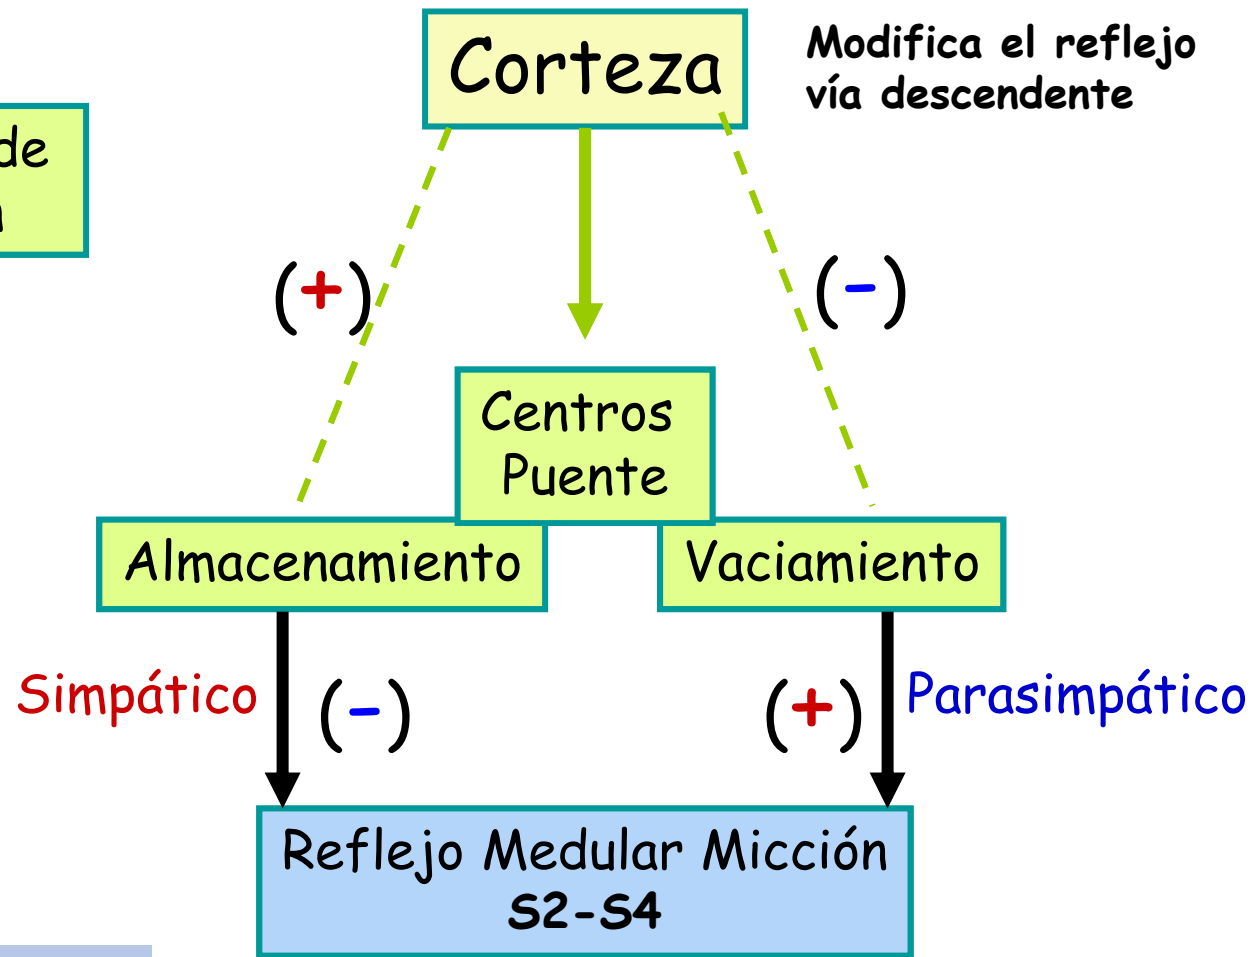 Corteza
Modifica el reflejo
vía descendente
de
(+)
(-)
Centros
Puente
Almacenamiento
Vaciamiento
Simpático
(-)
(+)
Parasimpático
Reflejo Medular Micción
S2-S4